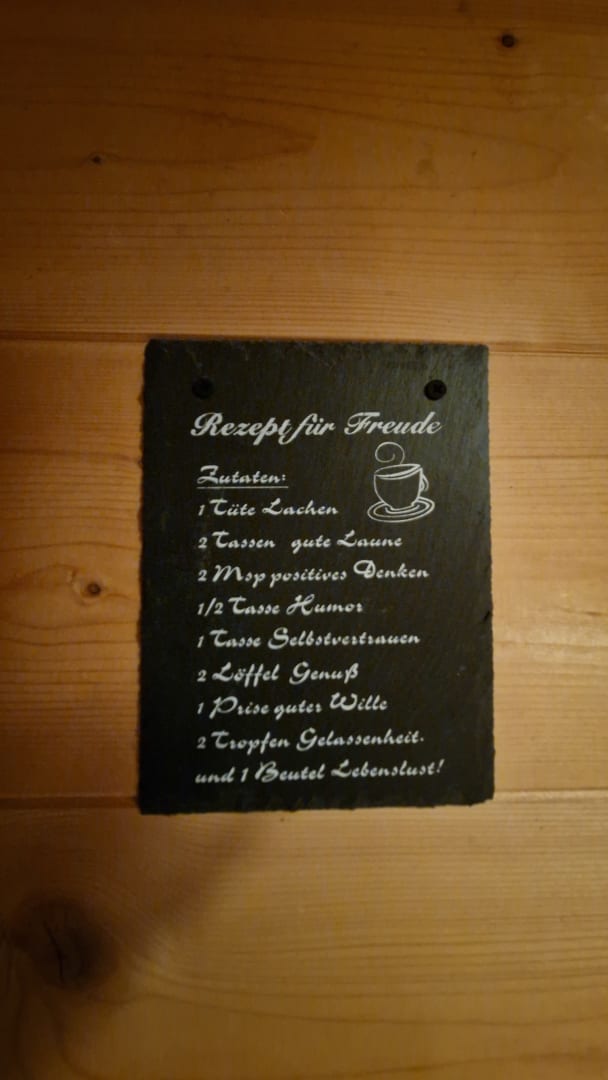 Rezept für Freude
Zutaten:
1 Tüte Lachen
2 Tassen gute Laune
2 Msp positives Denken
1/2 Tasse Humor
1 Tasse Selbstvertrauen
2 Löffel Genuß
1 Prise guter Wille
2 Tropfen Gelassenheit.
und 1 Beutel Lebenslust!